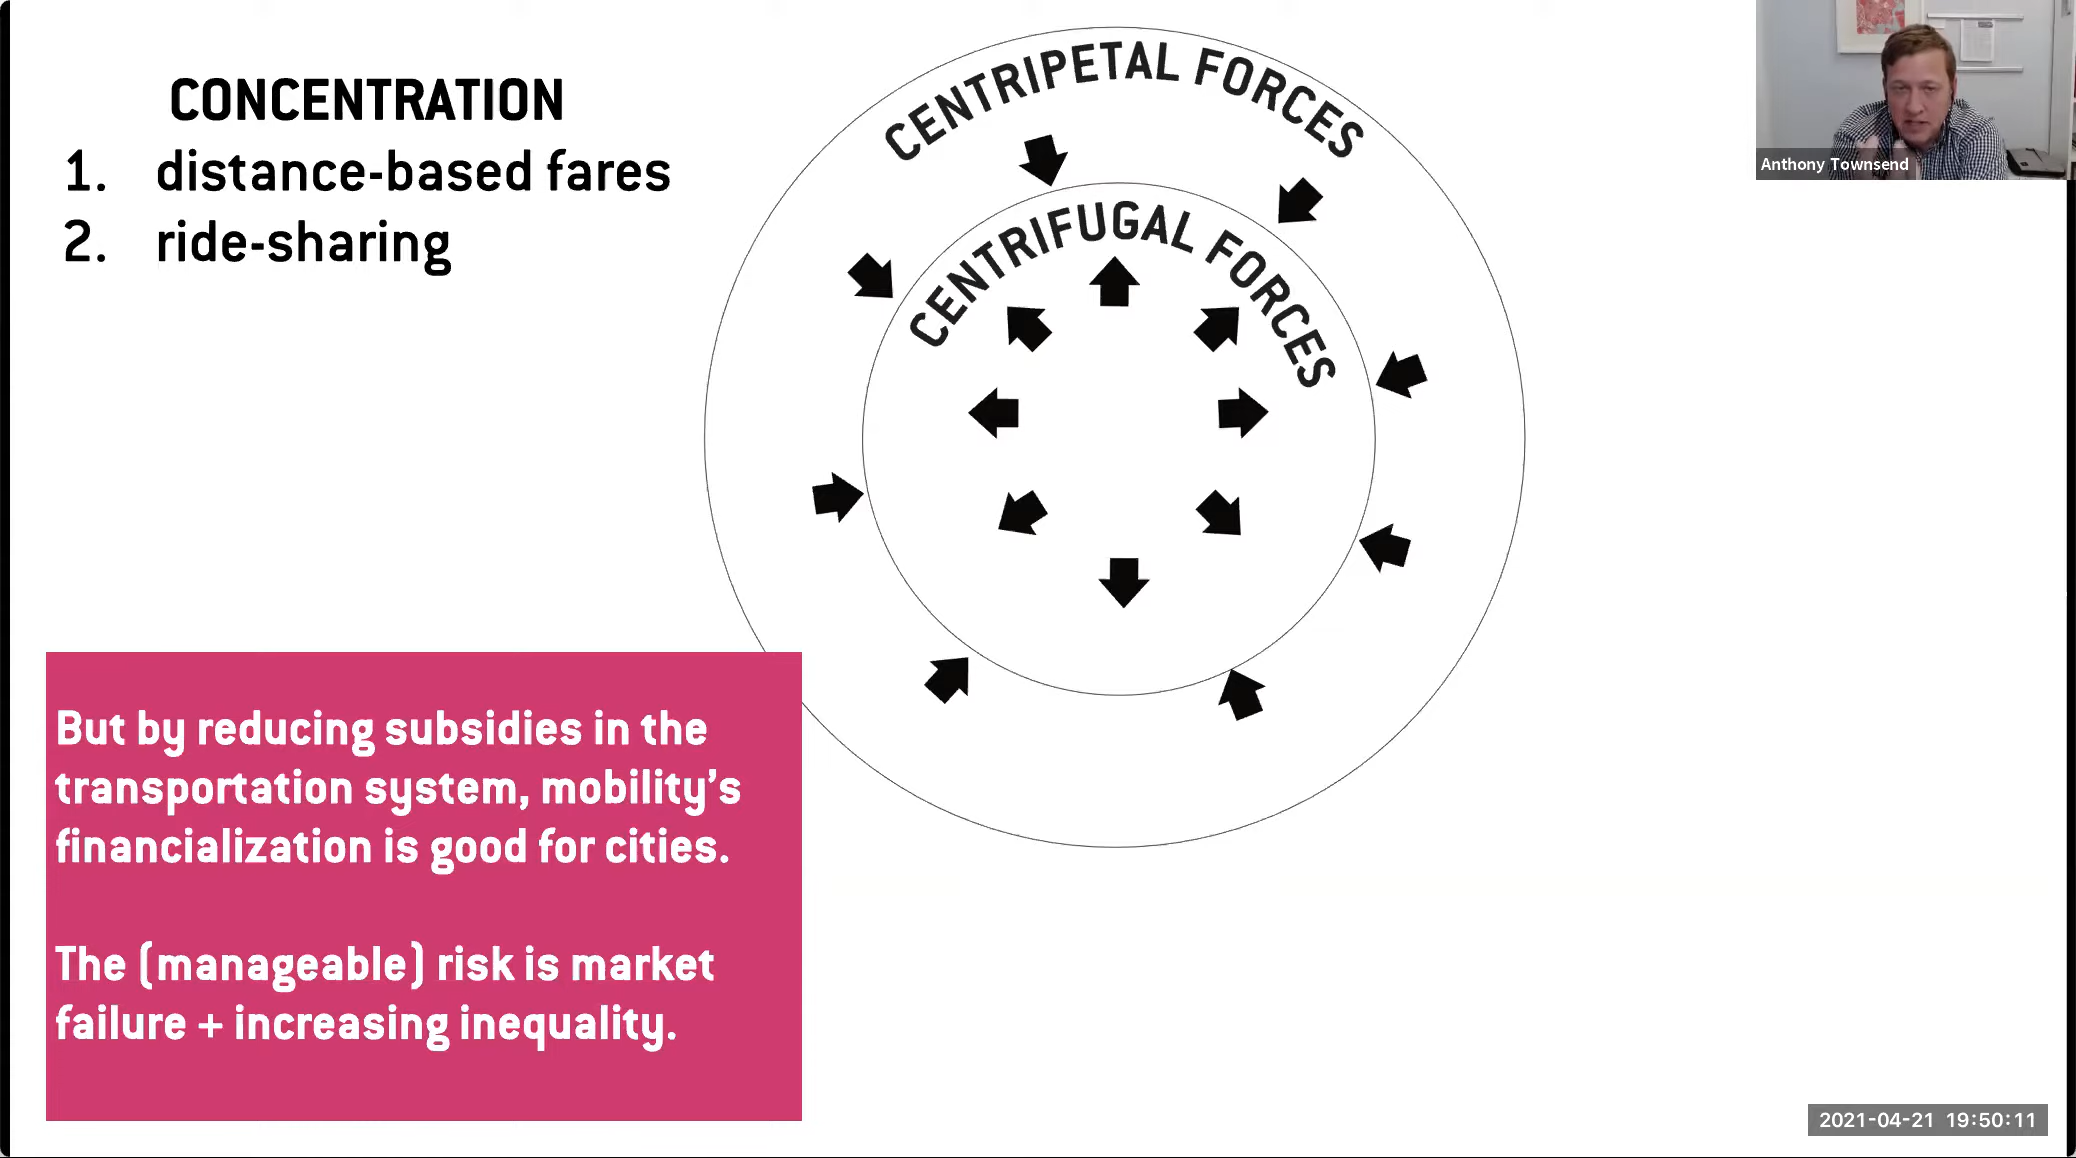 CONCENTRATION
1. distance-based fares
2. ride-sharing
CENTRIPETAL FORCES
CENTRIFUGAL FORCES
But by reducing subsidies in the
transportation system, mobility’s
financialization is good for cities.
The (manageable) risk is market
failure + increasing inequality.
Anthony Townsend
2021-04-21 19:50:11